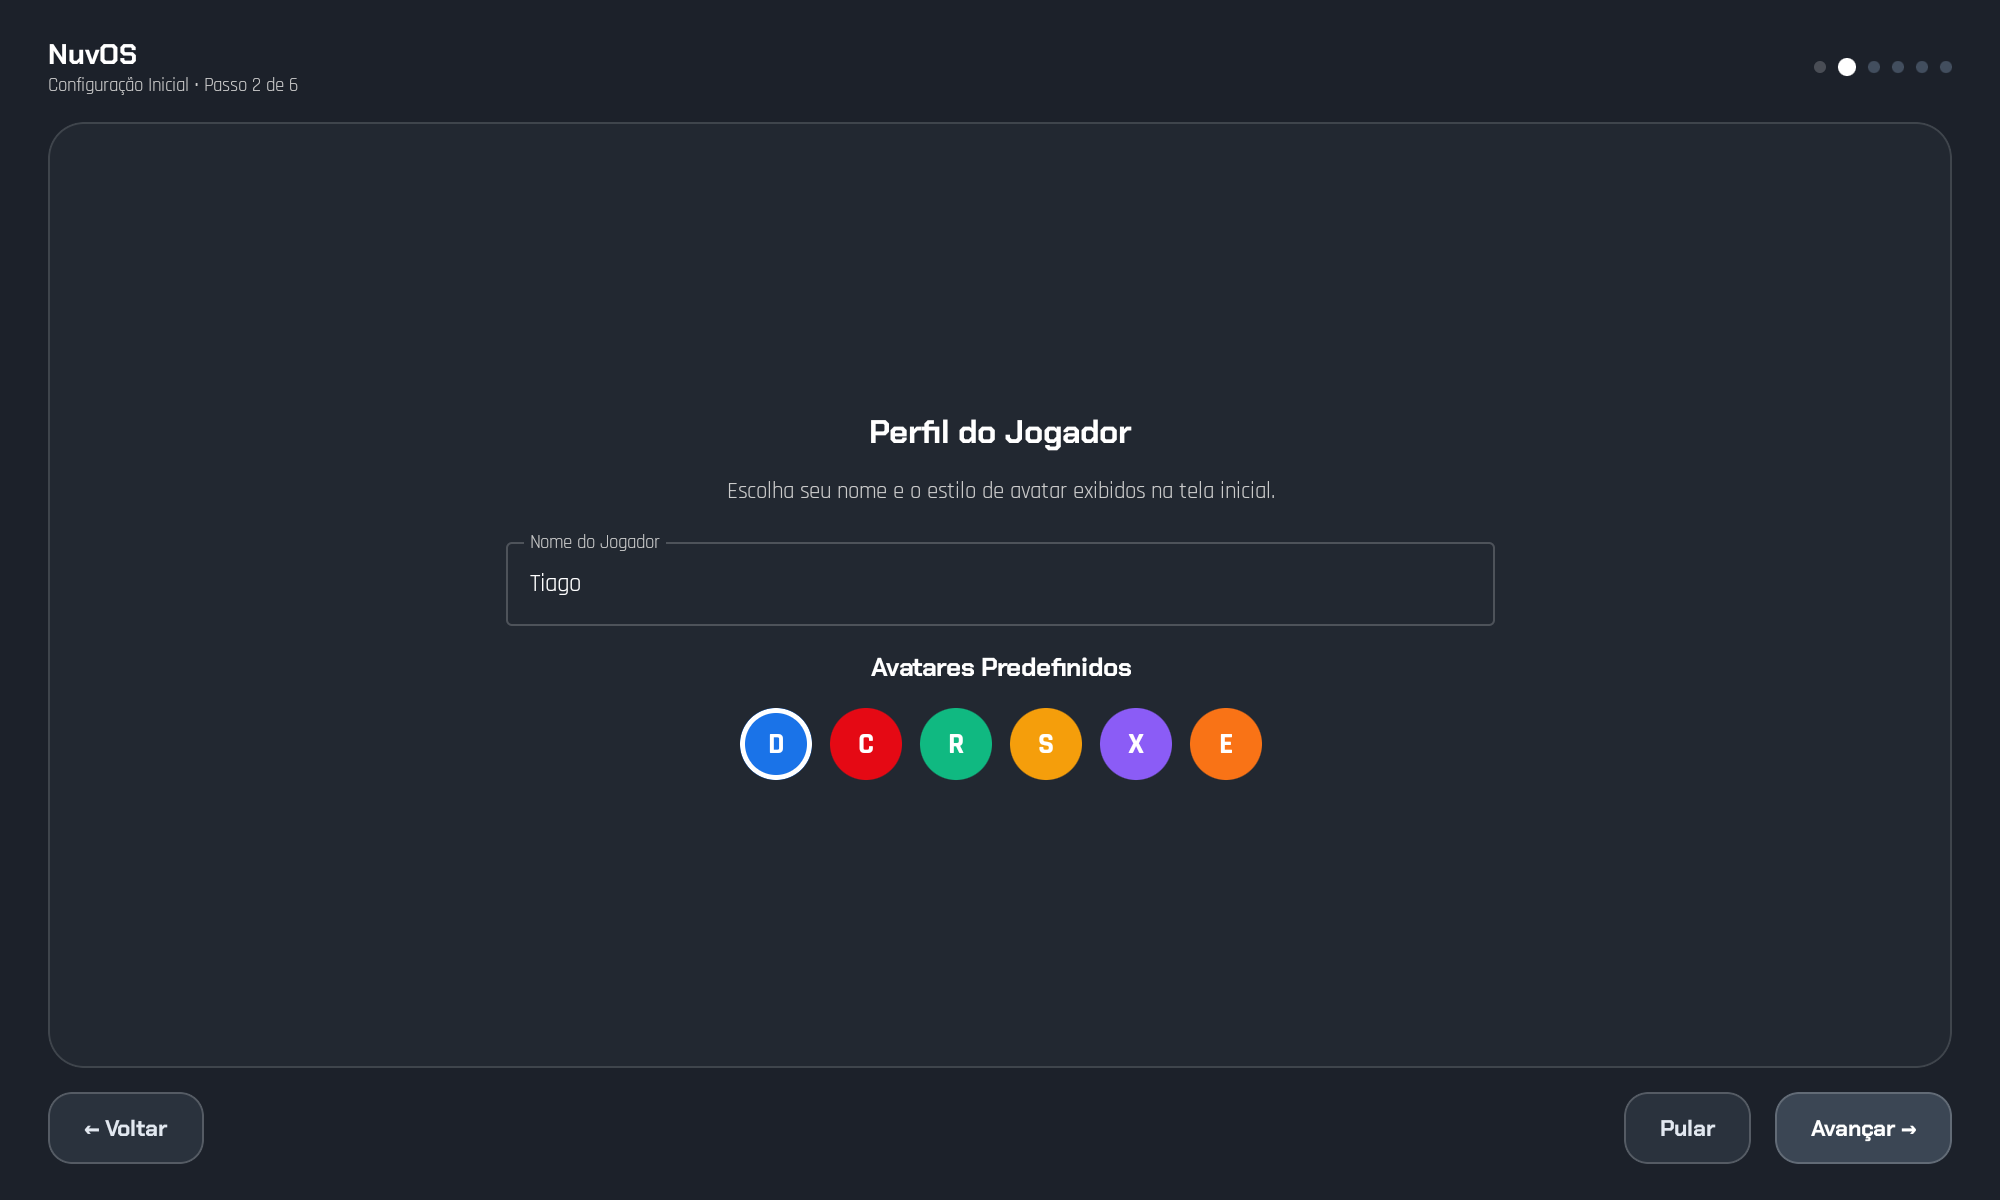 NuvOS
Configuração Inicial • Passo 2 de 6
Perfil do Jogador
Escolha seu nome e o estilo de avatar exibidos na tela inicial.
Nome do Jogador
Tiago
Avatares Predefinidos
D C R S X E
← Voltar
Pular
Avançar →